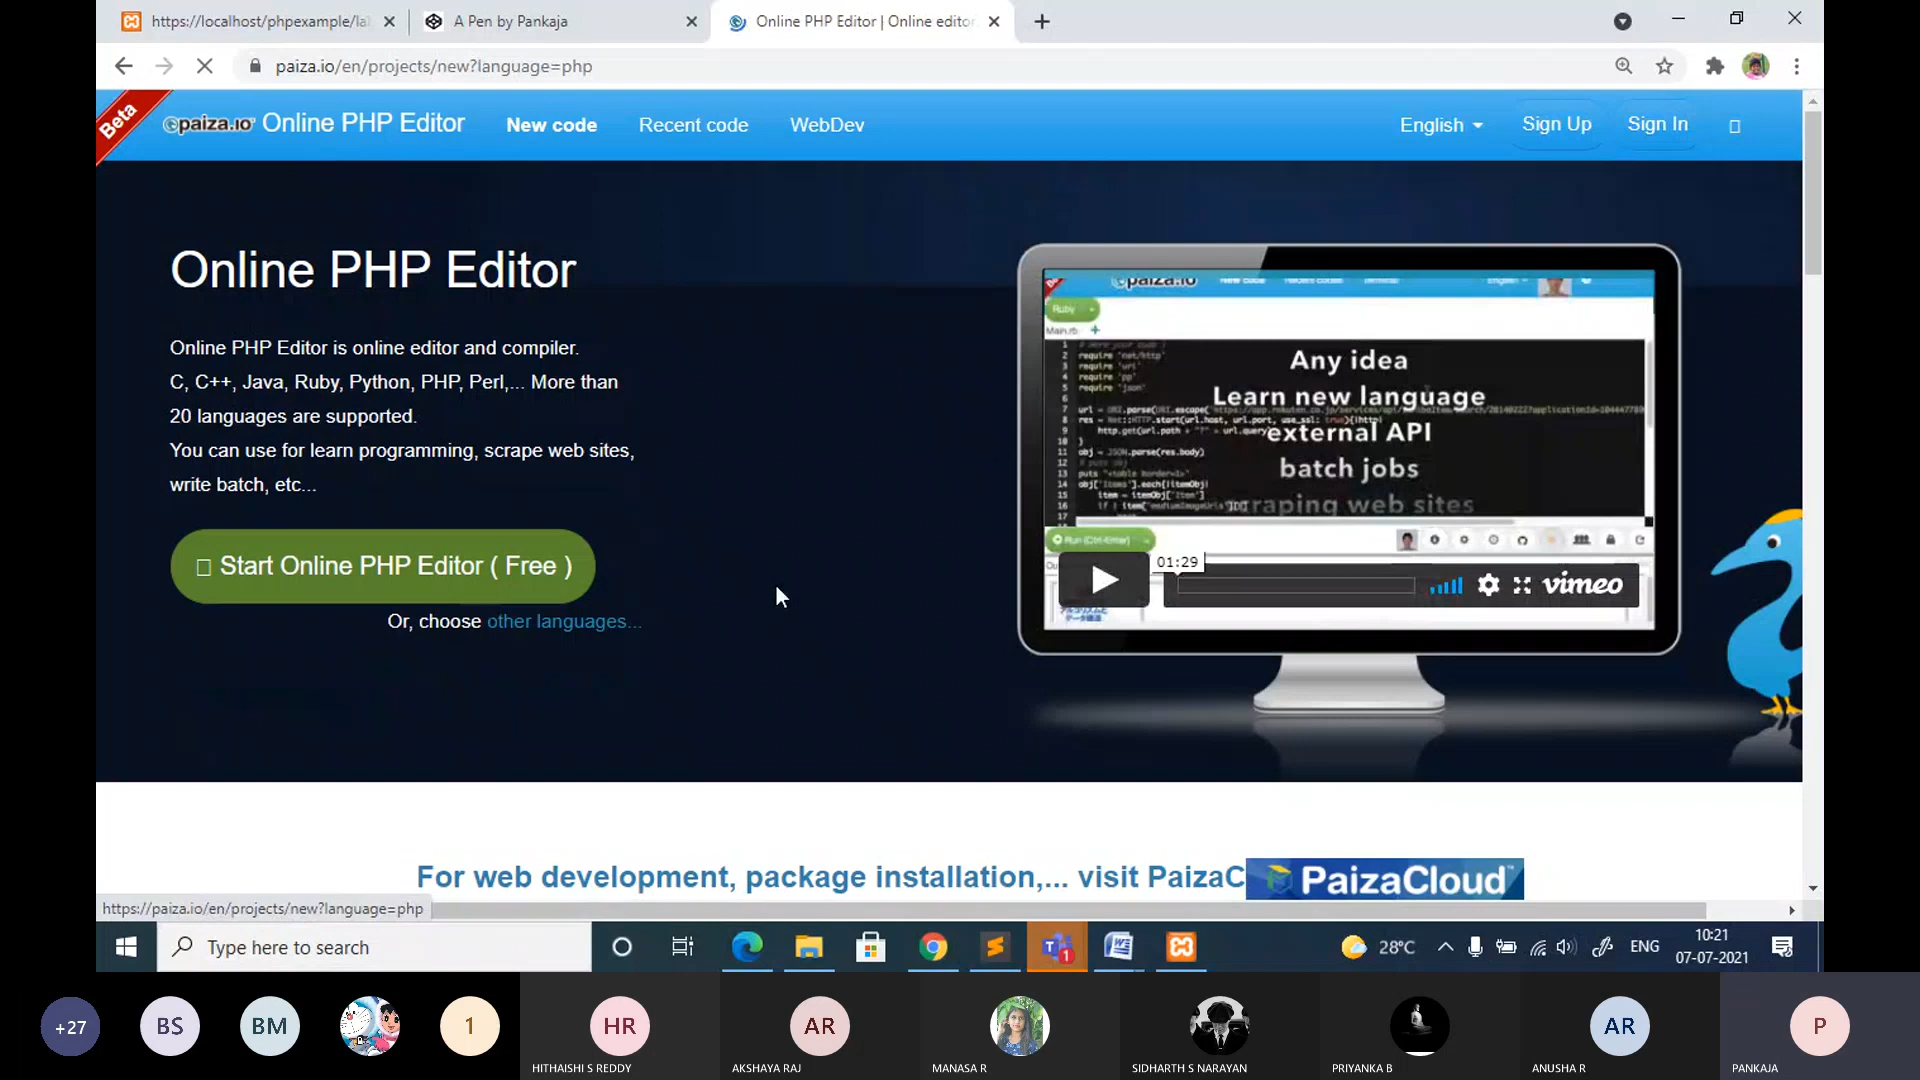 https://localhost/phpexample/la
A Pen by Pankaja
Online PHP Editor | Online editor
paiza.io/en/projects/new?language=php
Beta
paiza.io Online PHP Editor
New code
Recent code
WebDev
English
Sign Up
Sign In
Online PHP Editor
Online PHP Editor is online editor and compiler.
C, C++, Java, Ruby, Python, PHP, Perl,... More than
20 languages are supported.
You can use for learn programming, scrape web sites,
write batch, etc...
Start Online PHP Editor ( Free )
Or, choose other languages...
paiza.io
Ruby
Any idea
Learn new language
external API
batch jobs
scraping web sites
Run (Ctrl-Enter)
01:29
vimeo
For web development, package installation,... visit PaizaC
PaizaCloud
https://paiza.io/en/projects/new?language=php
Type here to search
1
28°C
ENG
10:21
07-07-2021
+27
BS
BM
1
HR
HITHAISHI S REDDY
AR
AKSHAYA RAJ
MANASA R
SIDHARTH S NARAYAN
PRIYANKA B
AR
ANUSHA R
P
PANKAJA